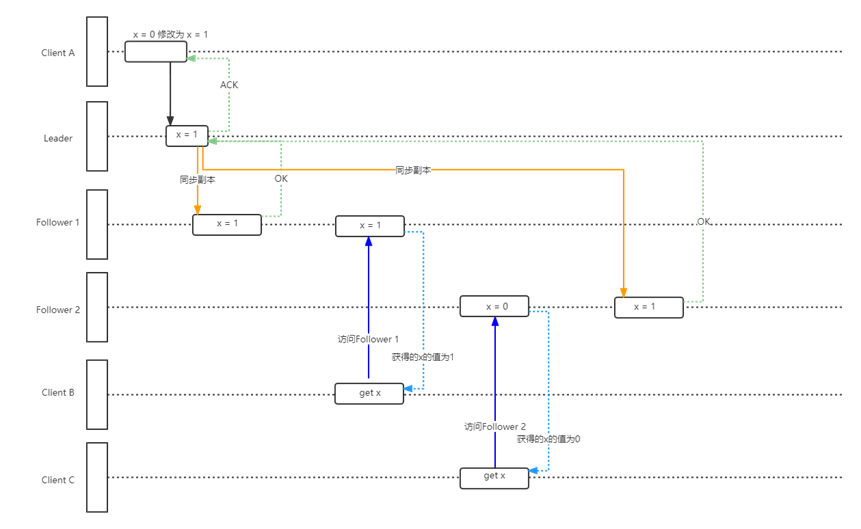 x = 0 修改为 x = 1
Client A
ACK
Leader
x = 1
同步副本
同步副本
OK
Follower 1
x = 1
x = 1
OK
Follower 2
x = 0
x = 1
访问Follower 1
获得的x的值为1
Client B
get x
访问Follower 2
获得的x的值为0
Client C
get x